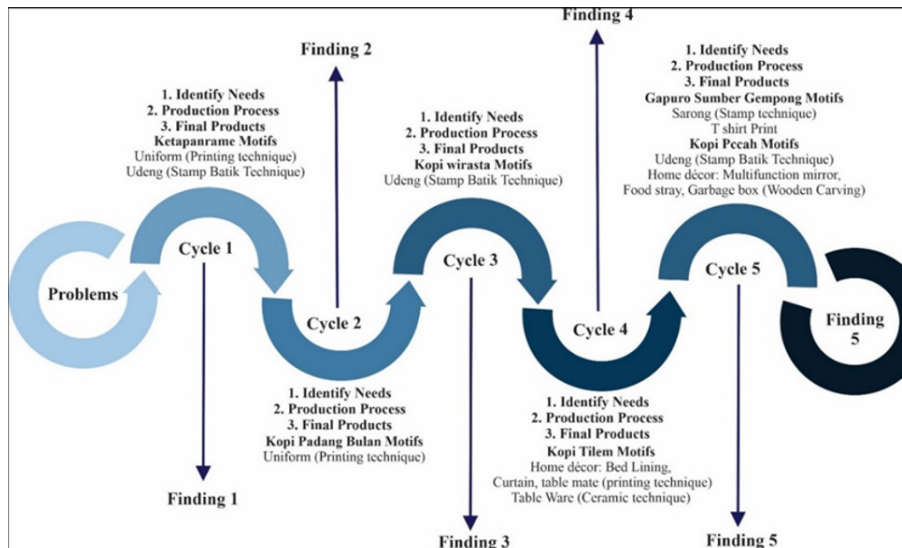 Problems
Cycle 1
1. Identify Needs
2. Production Process
3. Final Products
Ketapanrame Motifs
Uniform (Printing technique)
Udeng (Stamp Batik Technique)
Finding 1
Finding 2
Cycle 2
1. Identify Needs
2. Production Process
3. Final Products
Kopi Padang Bulan Motifs
Uniform (Printing technique)
1. Identify Needs
2. Production Process
3. Final Products
Kopi wirasta Motifs
Udeng (Stamp Batik Technique)
Cycle 3
Finding 3
Finding 4
Cycle 4
1. Identify Needs
2. Production Process
3. Final Products
Kopi Tilem Motifs
Home décor: Bed Lining,
Curtain, table mate (printing technique)
Table Ware (Ceramic technique)
1. Identify Needs
2. Production Process
3. Final Products
Gapuro Sumber Gempong Motifs
Sarong (Stamp technique)
T shirt Print
Kopi Pccah Motifs
Udeng (Stamp Batik Technique)
Home décor: Multifunction mirror,
Food stray, Garbage box (Wooden Carving)
Cycle 5
Finding 5
Finding
5